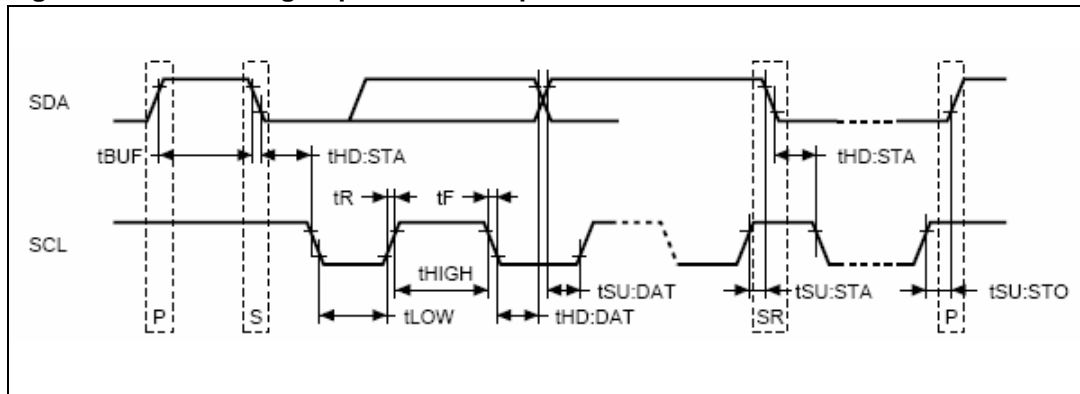 SDA
tBUF
tHD:STA
tHD:STA
tR
tF
SCL
tHIGH
tSU:DAT
tSU:STA
tSU:STO
P
S
tLOW
tHD:DAT
SR
P